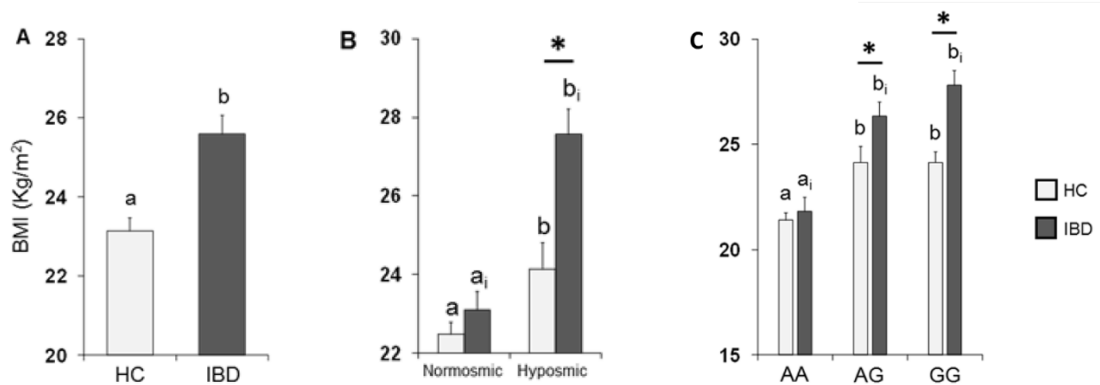 A
BMI (Kg/m²)
28
26
24
23
22
20
a
b
HC
IBD
B
30
28
26
24
22
a
aᵢ
b
bᵢ
*
Normosmic
Hyposmic
C
30
25
20
15
a
aᵢ
b
bᵢ
*
b
bᵢ
*
AA
AG
GG
HC
IBD